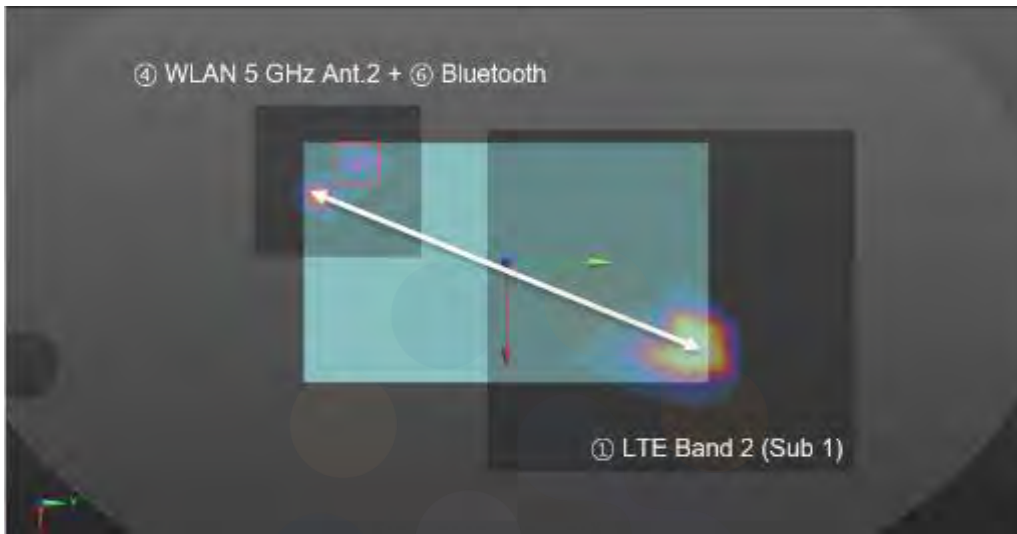 ④ WLAN 5 GHz Ant.2 + ⑥ Bluetooth
① LTE Band 2 (Sub 1)